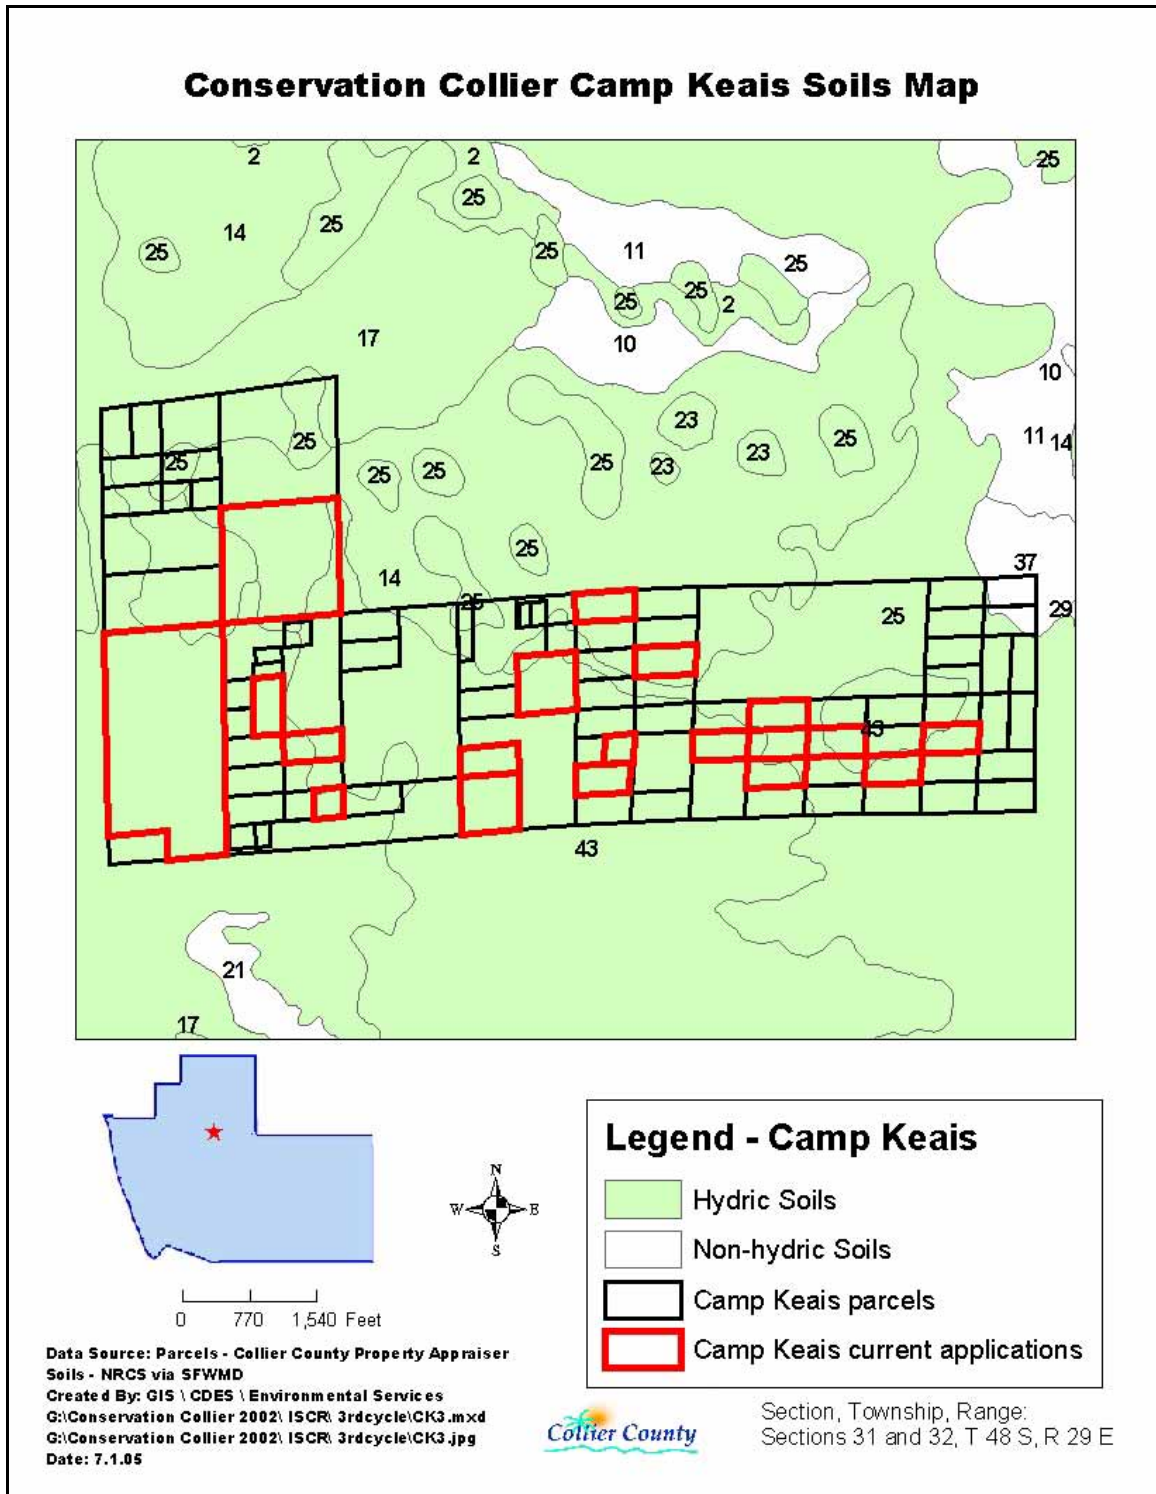 Conservation Collier Camp Keais Soils Map
2 2 25
25
14 25 25 11
25 25
25 25 2
17 10
10
23 25
25 25 23 11 14
25 25 25 23
25
14 37
25 25 29
43
43
21
17
Legend - Camp Keais
Hydric Soils
Non-hydric Soils
Camp Keais parcels
Camp Keais current applications
N
W E
S
0 770 1,540 Feet
Data Source: Parcels - Collier County Property Appraiser
Soils - NRCS via SFWMD
Created By: GIS \ CDES \ Environmental Services
G:\Conservation Collier 2002\ ISCR\ 3rdcycle\CK3.mxd
G:\Conservation Collier 2002\ ISCR\ 3rdcycle\CK3.jpg
Date: 7.1.05
Collier County
Section, Township, Range:
Sections 31 and 32, T 48 S, R 29 E